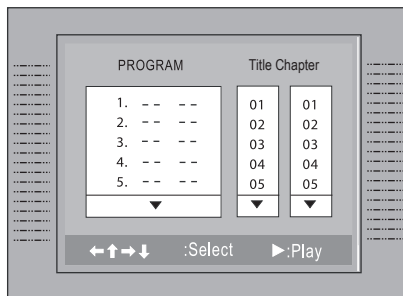 PROGRAM Title Chapter
1. -- -- 01 01
2. -- -- 02 02
3. -- -- 03 03
4. -- -- 04 04
5. -- -- 05 05
▼ ▼ ▼
←↑→↓ :Select ▶:Play